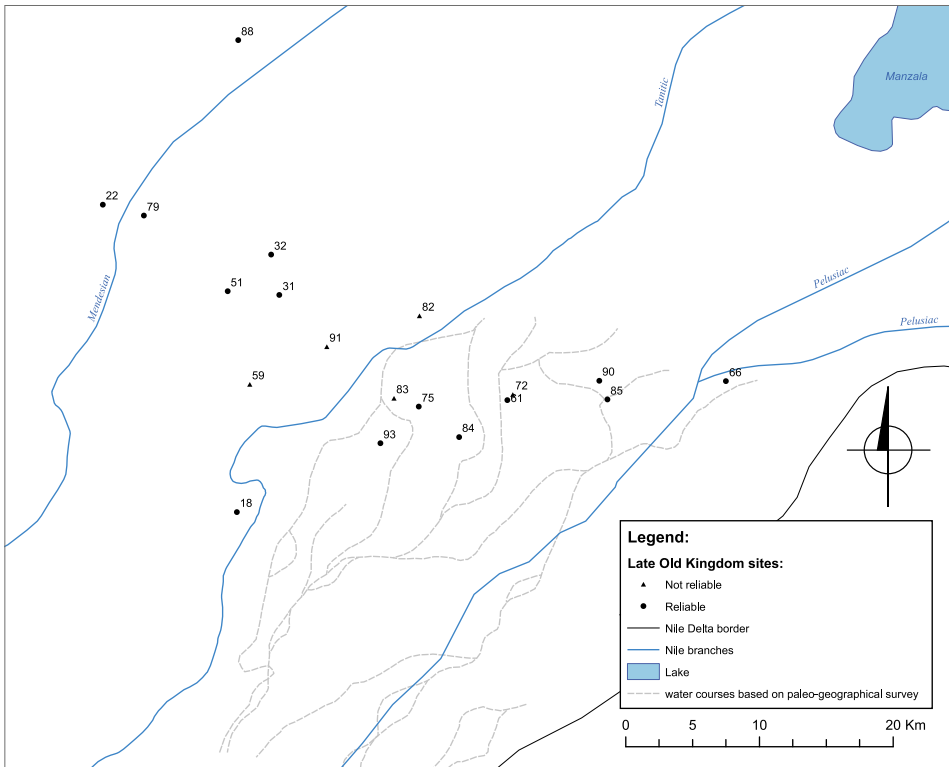 88
Manzala
Tanitic
22
79
32
Pelusiac
51
31
Mendesian
82
Pelusiac
91
59
90
66
83
72
75
61
85
93
84
18
Legend:
Late Old Kingdom sites:
Not reliable
Reliable
Nile Delta border
Nile branches
Lake
water courses based on paleo-geographical survey
0 5 10 20 Km